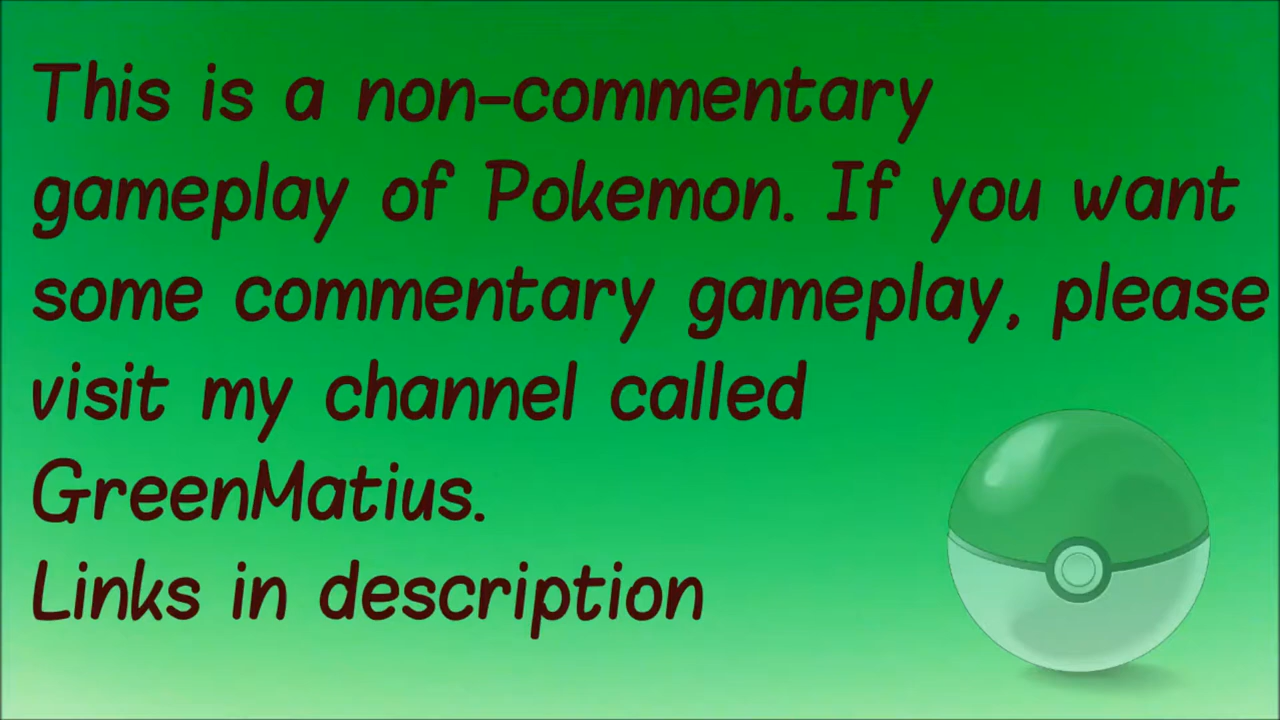 This is a non-commentary
gameplay of Pokemon. If you want
some commentary gameplay, please
visit my channel called
GreenMatius.
Links in description